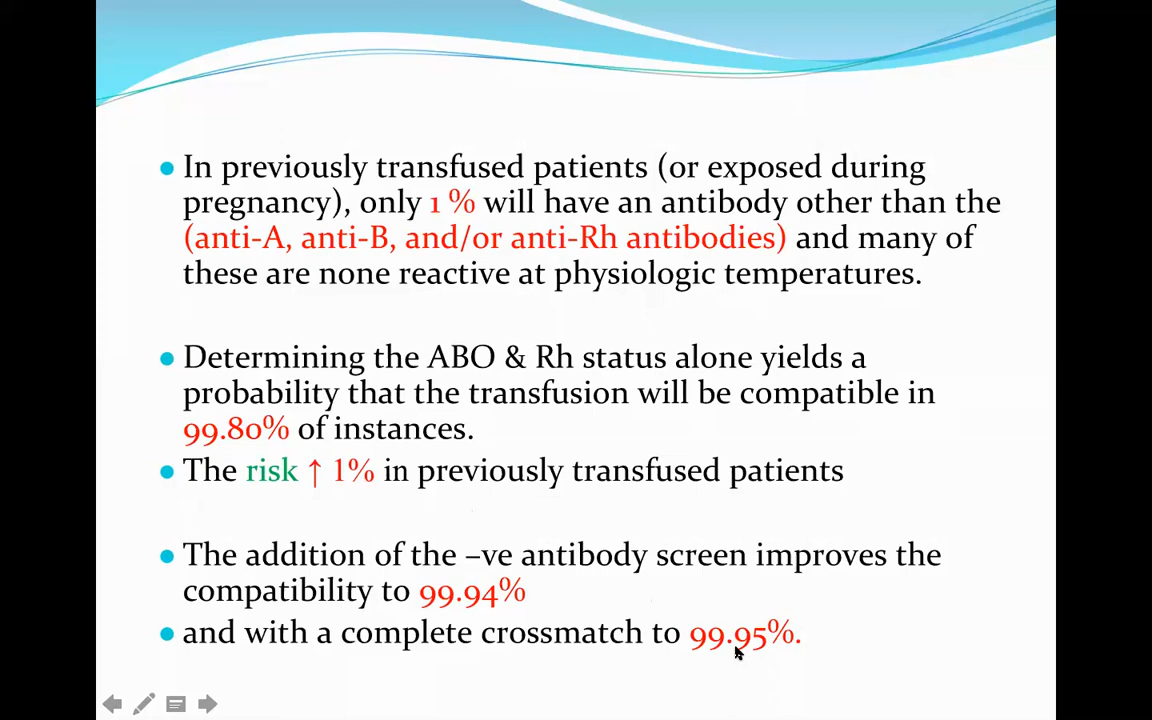 In previously transfused patients (or exposed during
pregnancy), only 1 % will have an antibody other than the
(anti-A, anti-B, and/or anti-Rh antibodies) and many of
these are none reactive at physiologic temperatures.
Determining the ABO & Rh status alone yields a
probability that the transfusion will be compatible in
99.80% of instances.
The risk ↑ 1% in previously transfused patients
The addition of the –ve antibody screen improves the
compatibility to 99.94%
and with a complete crossmatch to 99.95%.